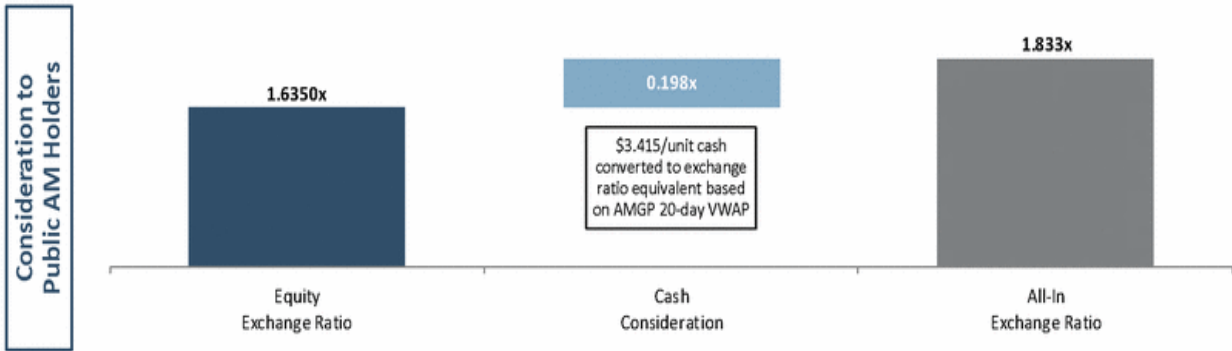 Consideration to
Public AM Holders
1.6350x
0.198x
1.833x
$3.415/unit cash
converted to exchange
ratio equivalent based
on AMGP 20-day VWAP
Equity
Exchange Ratio
Cash
Consideration
All-In
Exchange Ratio